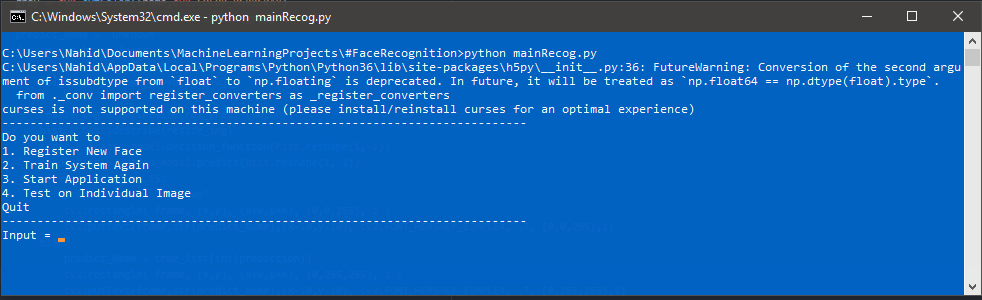 C:\Windows\System32\cmd.exe - python  mainRecog.py
C:\Users\Nahid\Documents\MachineLearningProjects\#FaceRecognition>python mainRecog.py
C:\Users\Nahid\AppData\Local\Programs\Python\Python36\lib\site-packages\h5py\__init__.py:36: FutureWarning: Conversion of the second argu
ment of issubdtype from `float` to `np.floating` is deprecated. In future, it will be treated as `np.float64 == np.dtype(float).type`.
  from ._conv import register_converters as _register_converters
curses is not supported on this machine (please install/reinstall curses for an optimal experience)
---------------------------------------------------------------------------
Do you want to
1. Register New Face
2. Train System Again
3. Start Application
4. Test on Individual Image
Quit
---------------------------------------------------------------------------
Input =